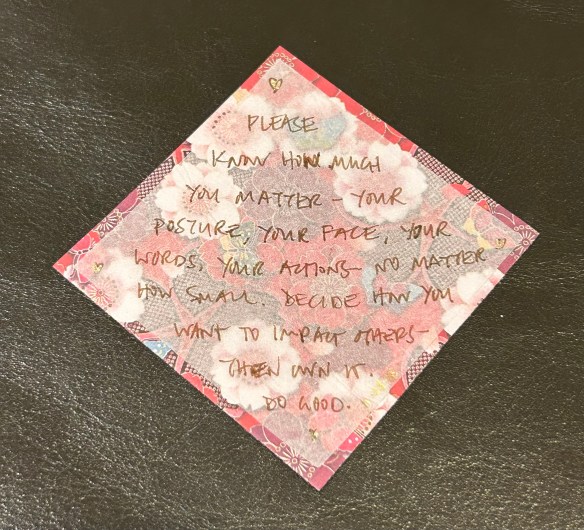 PLEASE
KNOW HOW MUCH
YOU MATTER - YOUR
POSTURE, YOUR FACE, YOUR
WORDS, YOUR ACTIONS - NO MATTER
HOW SMALL. DECIDE HOW YOU
WANT TO IMPACT OTHERS -
THEN OWN IT.
DO GOOD.